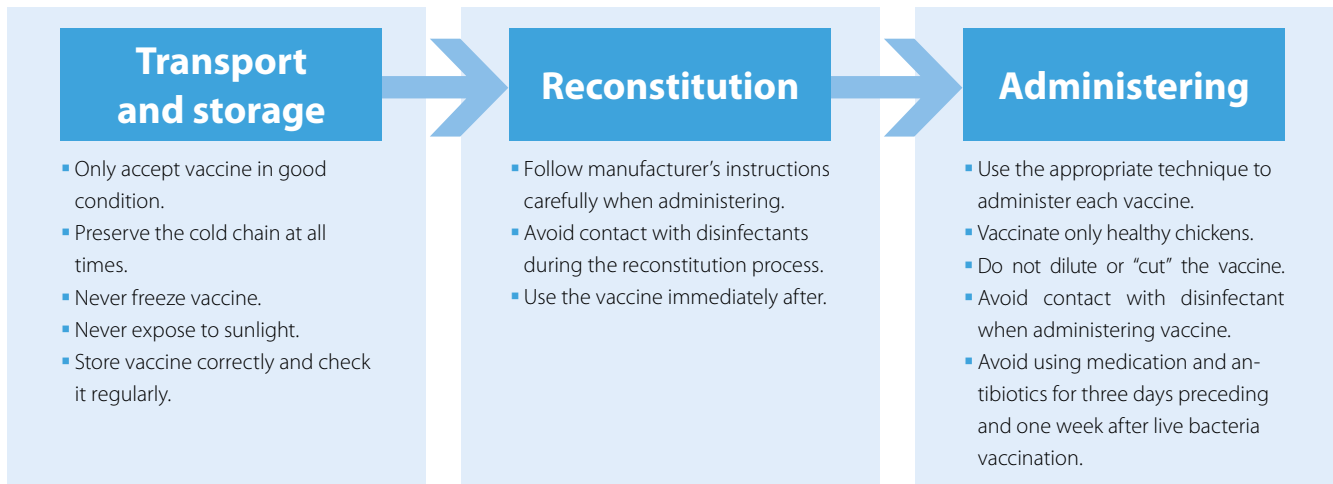 Transport
and storage
▪ Only accept vaccine in good
condition.
▪ Preserve the cold chain at all
times.
▪ Never freeze vaccine.
▪ Never expose to sunlight.
▪ Store vaccine correctly and check
it regularly.
Reconstitution
▪ Follow manufacturer’s instructions
carefully when administering.
▪ Avoid contact with disinfectants
during the reconstitution process.
▪ Use the vaccine immediately after.
Administering
▪ Use the appropriate technique to
administer each vaccine.
▪ Vaccinate only healthy chickens.
▪ Do not dilute or “cut” the vaccine.
▪ Avoid contact with disinfectant
when administering vaccine.
▪ Avoid using medication and an-
tibiotics for three days preceding
and one week after live bacteria
vaccination.